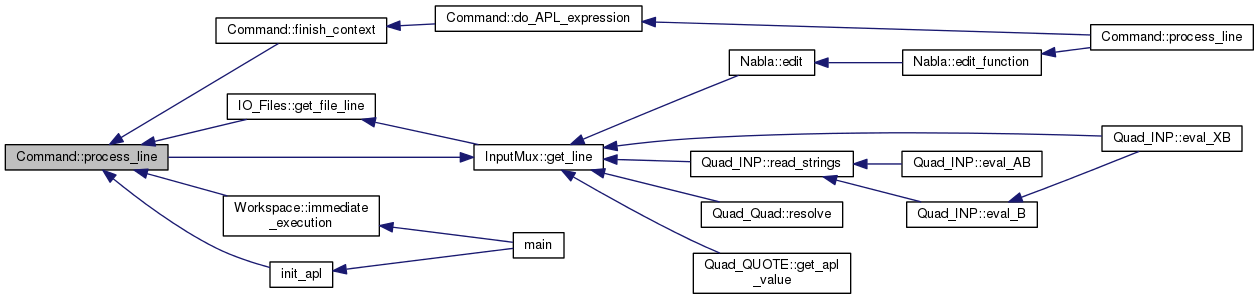 Command::process_line
Command::finish_context
Command::do_APL_expression
Command::process_line
IO_Files::get_file_line
InputMux::get_line
Nabla::edit
Nabla::edit_function
Quad_INP::eval_XB
Quad_INP::read_strings
Quad_INP::eval_AB
Quad_INP::eval_B
Quad_Quad::resolve
Quad_QUOTE::get_apl
_value
Workspace::immediate
_execution
main
init_apl